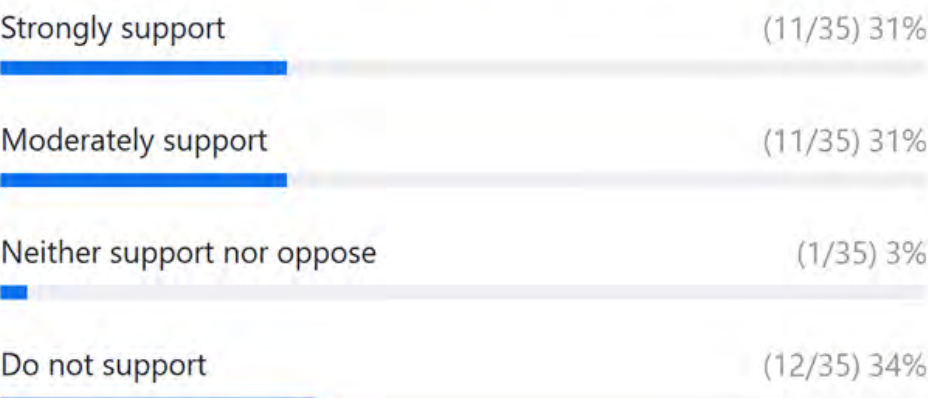 Strongly support (11/35) 31%
Moderately support (11/35) 31%
Neither support nor oppose (1/35) 3%
Do not support (12/35) 34%